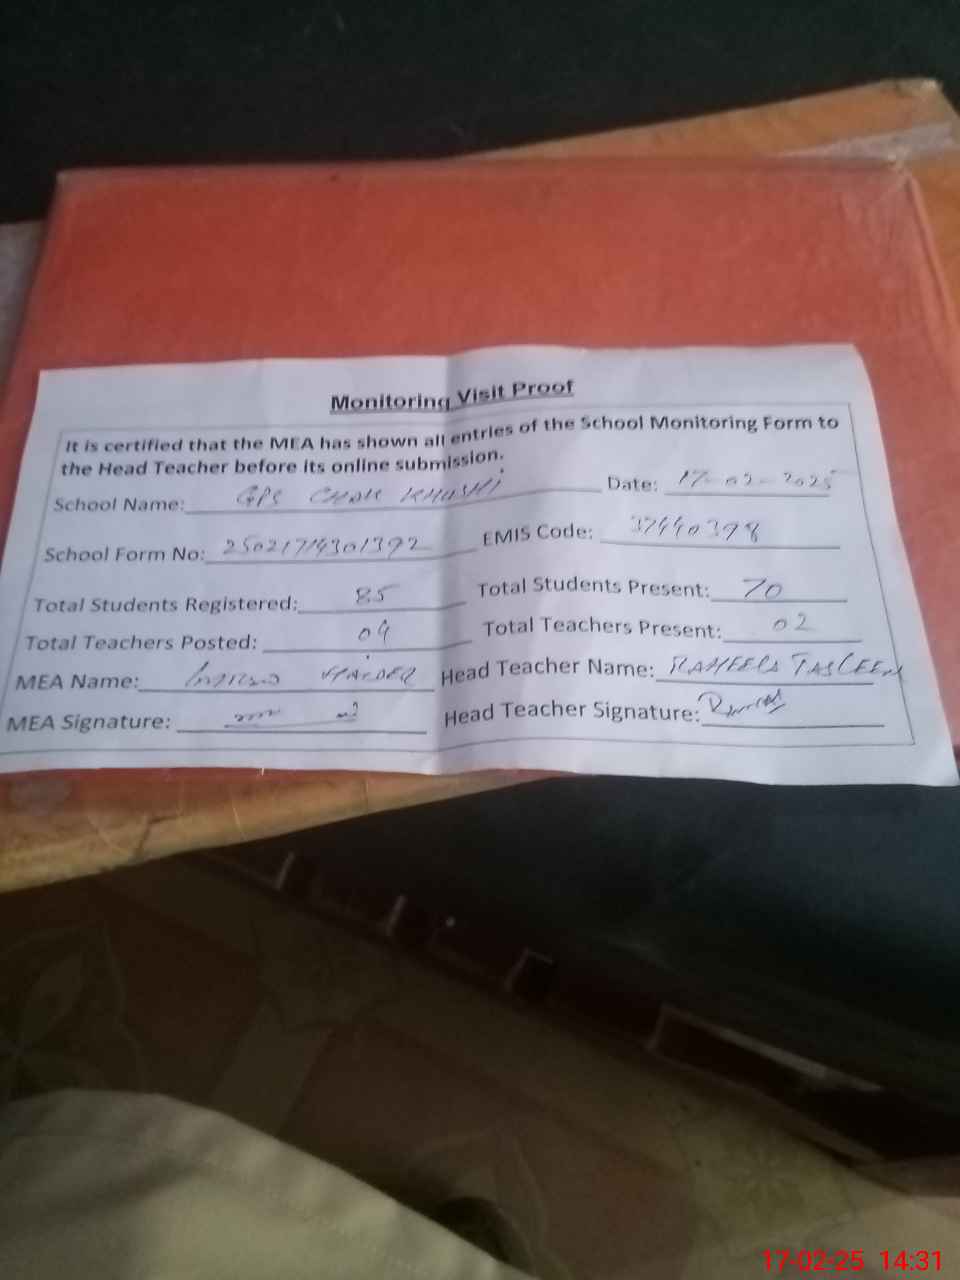 Monitoring Visit Proof
It is certified that the MEA has shown all entries of the School Monitoring Form to
the Head Teacher before its online submission.
School Name: GPS CHAK KHUSHI Date: 17-02-2025
School Form No: 25021714301392 EMIS Code: 37440398
Total Students Registered: 85 Total Students Present: 70
Total Teachers Posted: 04 Total Teachers Present: 02
MEA Name: HAIDER Head Teacher Name: TASLEEM
MEA Signature: Head Teacher Signature:
17-02-25 14:31